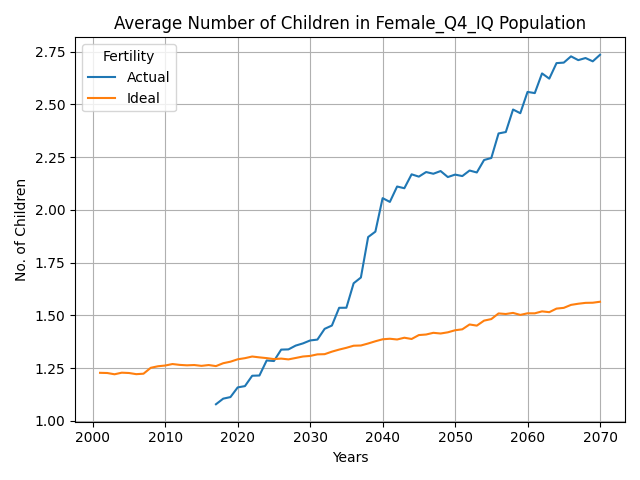 Average Number of Children in Female_Q4_IQ Population
Fertility
Actual
Ideal
No. of Children
2.75
2.50
2.25
2.00
1.75
1.50
1.25
1.00
2000 2010 2020 2030 2040 2050 2060 2070
Years